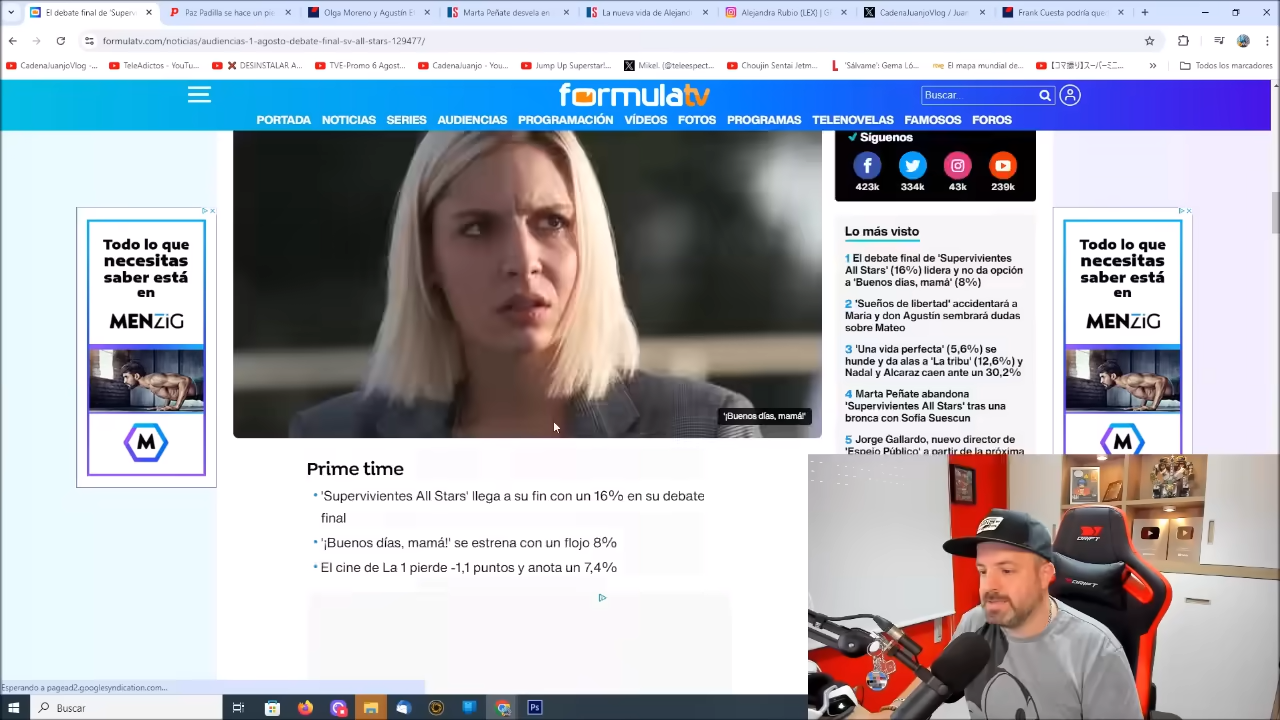 El debate final de 'Superv
Paz Padilla se hace un pic
Olga Moreno y Agustín Es
Marta Peñate desvela en
La nueva vida de Alejand
Alejandra Rubio (LEX) | G
CadenaJuanjoVlog / Juan
Frank Cuesta podría que
formulatv.com/noticias/audiencias-1-agosto-debate-final-sv-all-stars-129477/
CadenaJuanjoVlog -...
TeleAdictos - YouTu...
DESINSTALAR A...
TVE-Promo 6 Agost...
CadenaJuanjo - You...
Jump Up Superstar!...
Mikel. (@teleespect...
Choujin Sentai Jetm...
'Sálvame': Gema Ló...
El mapa mundial de...
Todos los marcadores
formulatv
Buscar...
PORTADA NOTICIAS SERIES AUDIENCIAS PROGRAMACIÓN VÍDEOS FOTOS PROGRAMAS TELENOVELAS FAMOSOS FOROS
Síguenos
423k 334k 43k 239k
Lo más visto
1 El debate final de 'Supervivientes
All Stars' (16%) lidera y no da opción
a 'Buenos días, mamá' (8%)
2 'Sueños de libertad' accidentará a
María y don Agustín sembrará dudas
sobre Mateo
3 'Una vida perfecta' (5,6%) se
hunde y da alas a 'La tribu' (12,6%) y
Nadal y Alcaraz caen ante un 30,2%
4 Marta Peñate abandona
'Supervivientes All Stars' tras una
bronca con Sofía Suescun
5 Jorge Gallardo, nuevo director de
'Espejo Público' a partir de la próxima
Todo lo que
necesitas
saber está
en
MENZiG
M
Todo lo que
necesitas
saber está
en
MENZiG
M
'¡Buenos días, mamá!'
Prime time
• 'Supervivientes All Stars' llega a su fin con un 16% en su debate
final
• '¡Buenos días, mamá!' se estrena con un flojo 8%
• El cine de La 1 pierde -1,1 puntos y anota un 7,4%
Esperando a pagead2.googlesyndication.com...
Buscar
Ps
DRIFT
DRIFT